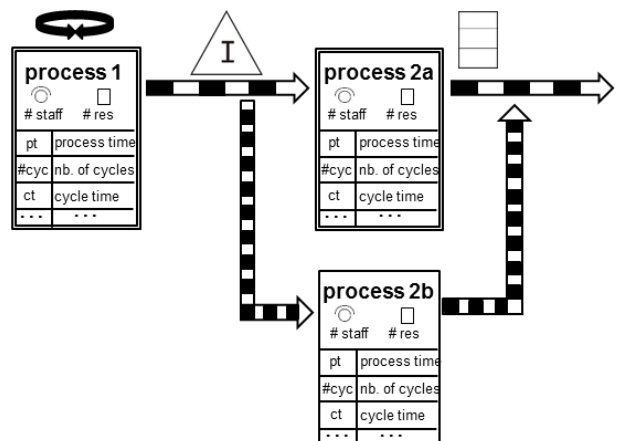 I
process 1
# staff # res
pt process time
#cyc nb. of cycles
ct cycle time
... ...
process 2a
# staff # res
pt process time
#cyc nb. of cycles
ct cycle time
... ...
process 2b
# staff # res
pt process time
#cyc nb. of cycles
ct cycle time
... ...